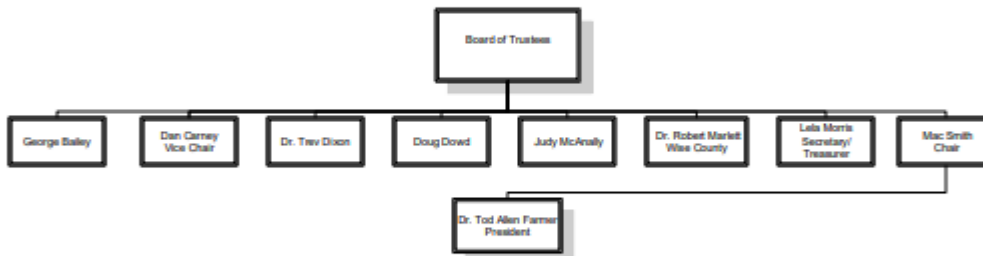 Board of Trustees
George Bailey
Dan Carney
Vice Chair
Dr. Trev Dixon
Doug Dowd
Judy McAnally
Dr. Robert Marlett
Wise County
Lela Morris
Secretary/
Treasurer
Mac Smith
Chair
Dr. Tod Allen Farmer
President